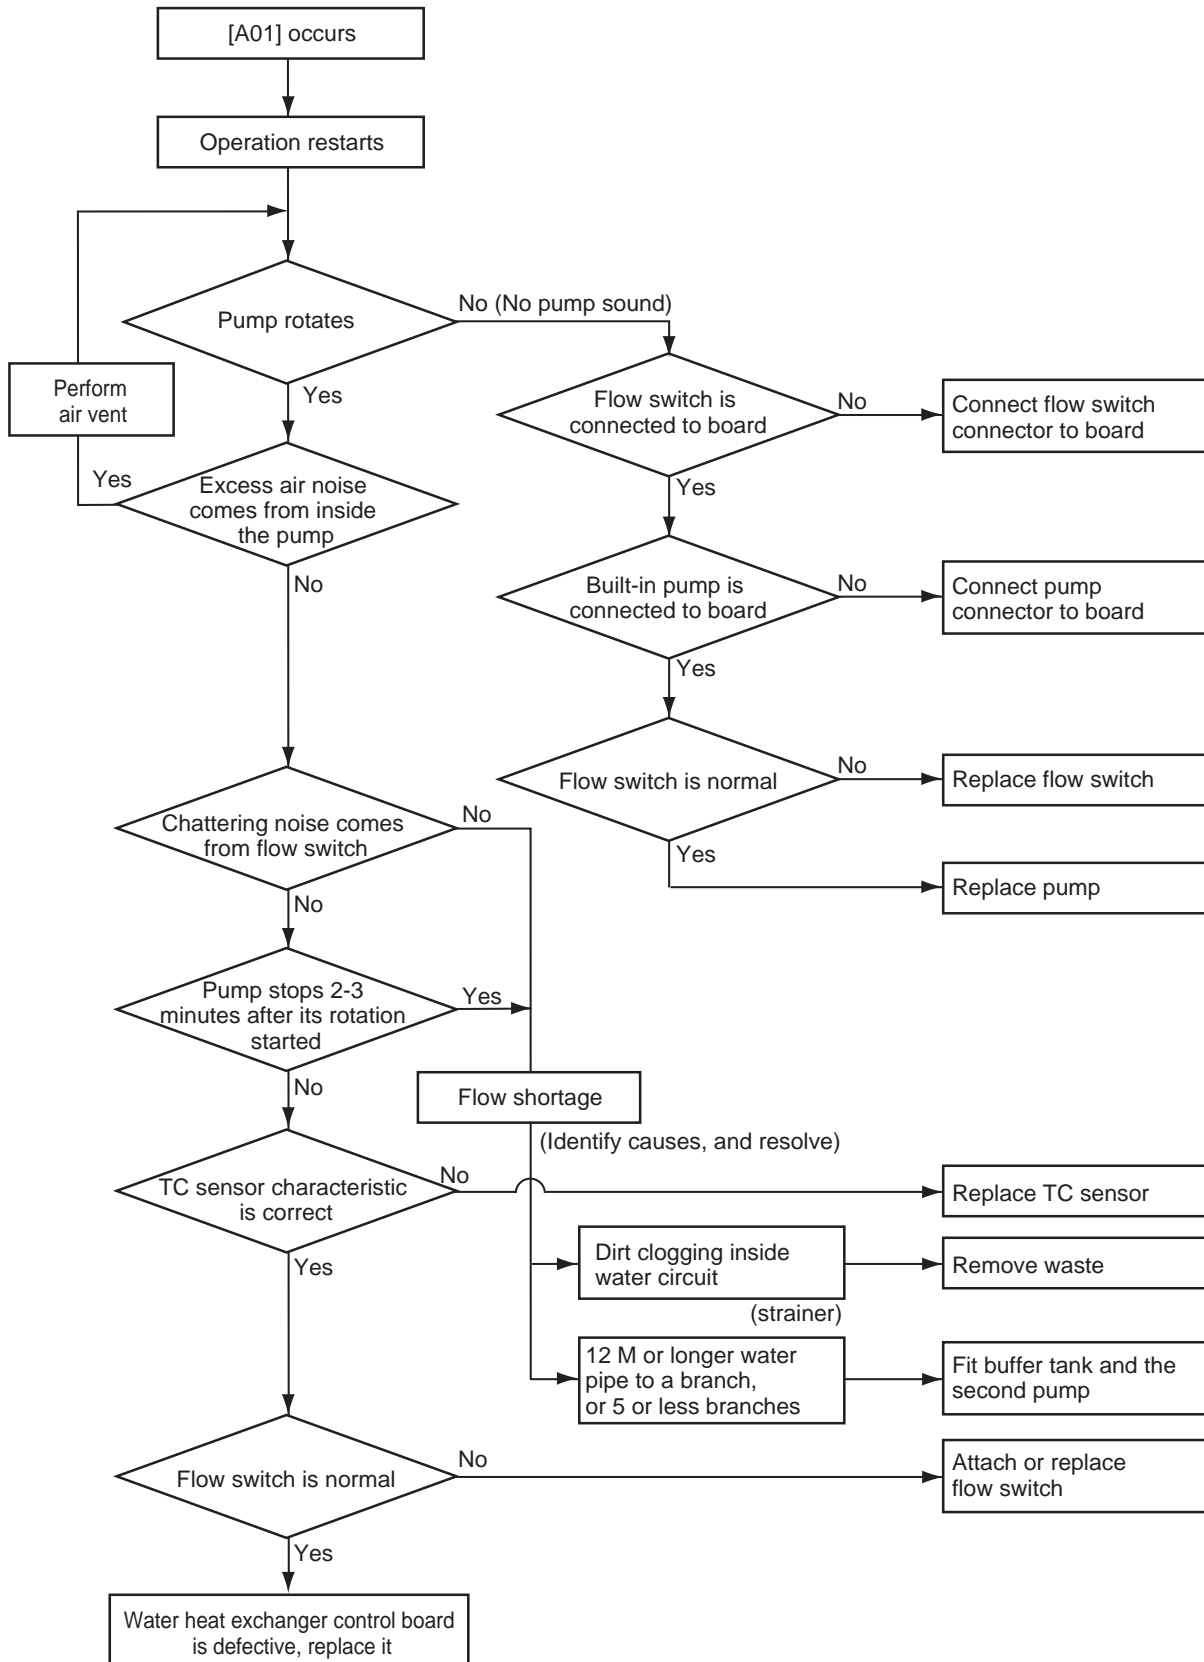 [A01] occurs
Operation restarts
Pump rotates
No (No pump sound)
Perform
air vent
Yes
Flow switch is
connected to board
No
Connect flow switch
connector to board
Yes
Excess air noise
comes from inside
the pump
Yes
No
Built-in pump is
connected to board
No
Connect pump
connector to board
Yes
Flow switch is normal
No
Replace flow switch
Chattering noise comes
from flow switch
No
Yes
Replace pump
No
Pump stops 2-3
minutes after its rotation
started
Yes
No
Flow shortage
(Identify causes, and resolve)
TC sensor characteristic
is correct
No
Replace TC sensor
Yes
Dirt clogging inside
water circuit
Remove waste
(strainer)
12 M or longer water
pipe to a branch,
or 5 or less branches
Fit buffer tank and the
second pump
Flow switch is normal
No
Attach or replace
flow switch
Yes
Water heat exchanger control board
is defective, replace it